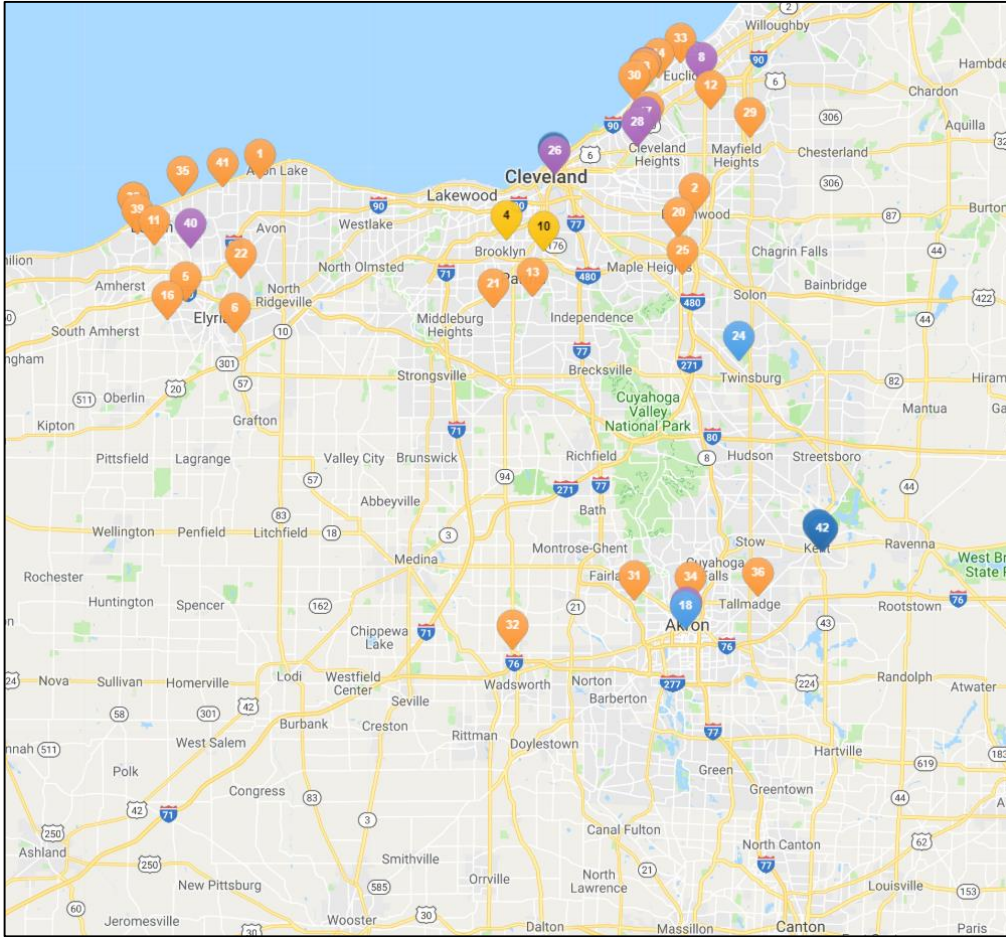 2
Willoughby
33
90
Hambden
8
Euclid
30
6
12
Chardon
29
306
Aquilla
90
28
26
6
Cleveland
Heights
Mayfield
Heights
Chesterland
322
1
41
Avon Lake
35
Cleveland
306
Lakewood
2
39
11
90
4
20
87
Burton
40
Westlake
10
77
Avon
Brooklyn
176
25
Chagrin Falls
44
22
North Olmsted
71
13
480
Maple Heights
Bainbridge
Amherst
5
North
Ridgeville
21
Solon
422
16
480
6
Elyria
Middleburg
Heights
Independence
44
South Amherst
10
24
77
301
271
Strongsville
Brecksville
Twinsburg
82
57
20
511
Oberlin
Cuyahoga
Valley
National Park
Mantua
Kipton
Grafton
71
80
Pittsfield
Lagrange
Valley City
Brunswick
Richfield
8
Hudson
Streetsboro
57
94
271
77
44
Abbeyville
Bath
83
42
Wellington
Penfield
Litchfield
18
3
Stow
Kent
Ravenna
Medina
Montrose-Ghent
Cuyahoga
Falls
State Park
Rochester
31
34
36
76
Huntington
Spencer
162
21
18
Tallmadge
Rootstown
32
Akron
43
Chippewa
Lake
71
76
76
Nova
Sullivan
Homerville
Lodi
Westfield
Center
Wadsworth
Norton
277
224
Randolph
Atwater
Barberton
58
301
42
Seville
Burbank
Creston
Rittman
77
511
West Salem
Doylestown
Hartville
183
Polk
Green
619
Congress
83
Greentown
42
71
3
44
250
Canal Fulton
North Canton
62
Ashland
250
Smithville
21
77
New Pittsburg
585
Orrville
North
Lawrence
Louisville
153
60
30
Jeromesville
30
Wooster
Dalton
Massillon
Canton
Paris